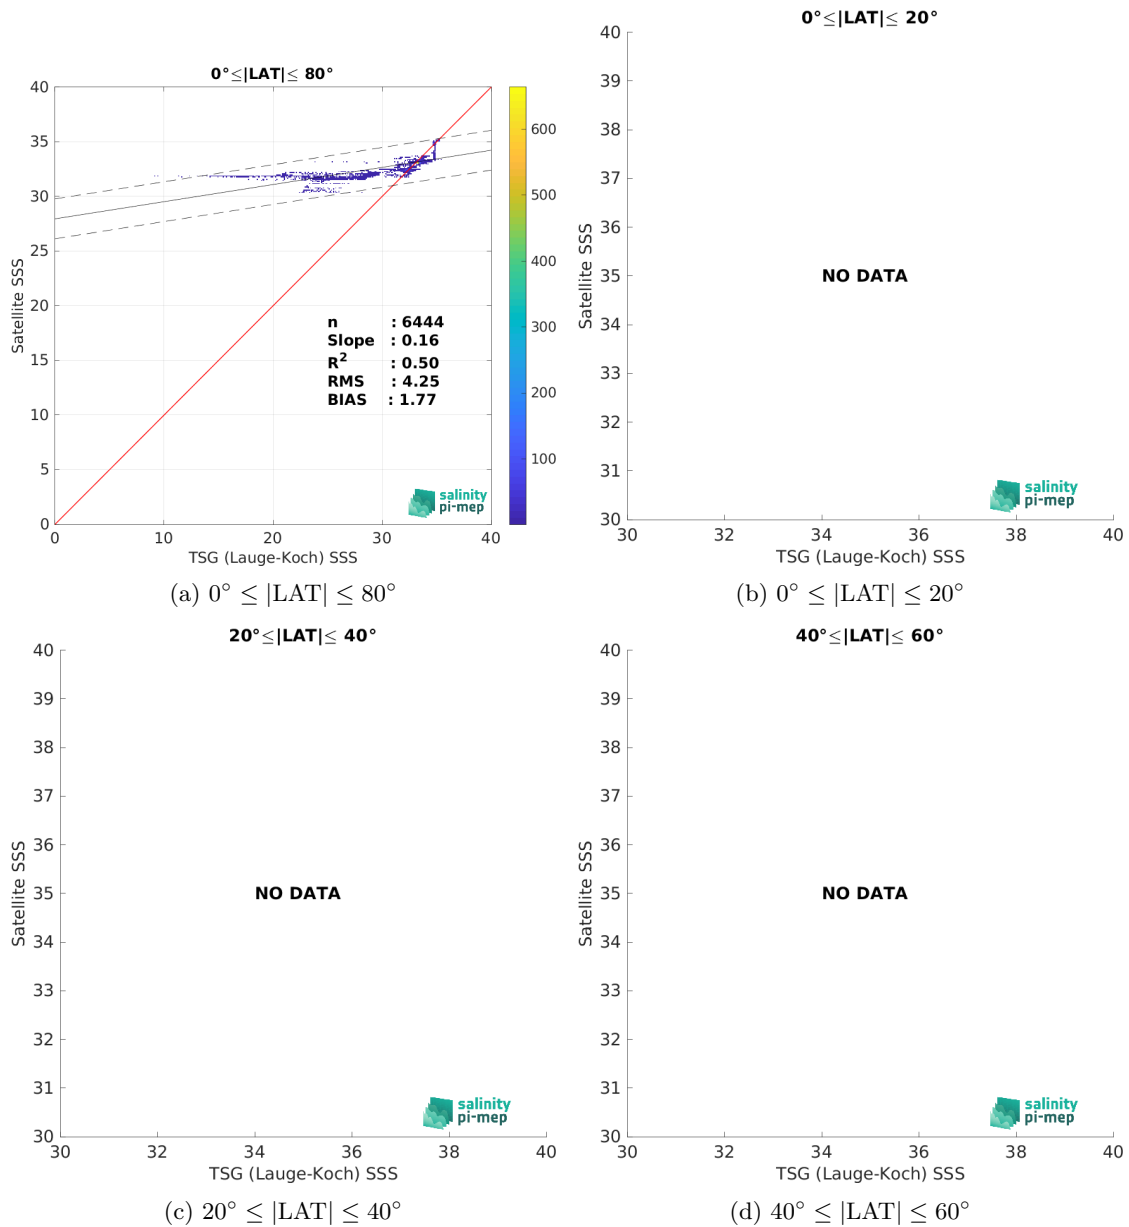 0°≤|LAT|≤ 80°
40
35
30
25
20
15
10
5
0
Satellite SSS
0
10
20
30
40
TSG (Lauge-Koch) SSS
n : 6444
Slope : 0.16
R2 : 0.50
RMS : 4.25
BIAS : 1.77
600
500
400
300
200
100
salinity
pi-mep
(a) 0° ≤ |LAT| ≤ 80°
0°≤|LAT|≤ 20°
40
39
38
37
36
35
34
33
32
31
30
Satellite SSS
NO DATA
salinity
pi-mep
30
32
34
36
38
40
TSG (Lauge-Koch) SSS
(b) 0° ≤ |LAT| ≤ 20°
20°≤|LAT|≤ 40°
40
39
38
37
36
35
34
33
32
31
30
Satellite SSS
NO DATA
salinity
pi-mep
30
32
34
36
38
40
TSG (Lauge-Koch) SSS
(c) 20° ≤ |LAT| ≤ 40°
40°≤|LAT|≤ 60°
40
39
38
37
36
35
34
33
32
31
30
Satellite SSS
NO DATA
salinity
pi-mep
30
32
34
36
38
40
TSG (Lauge-Koch) SSS
(d) 40° ≤ |LAT| ≤ 60°